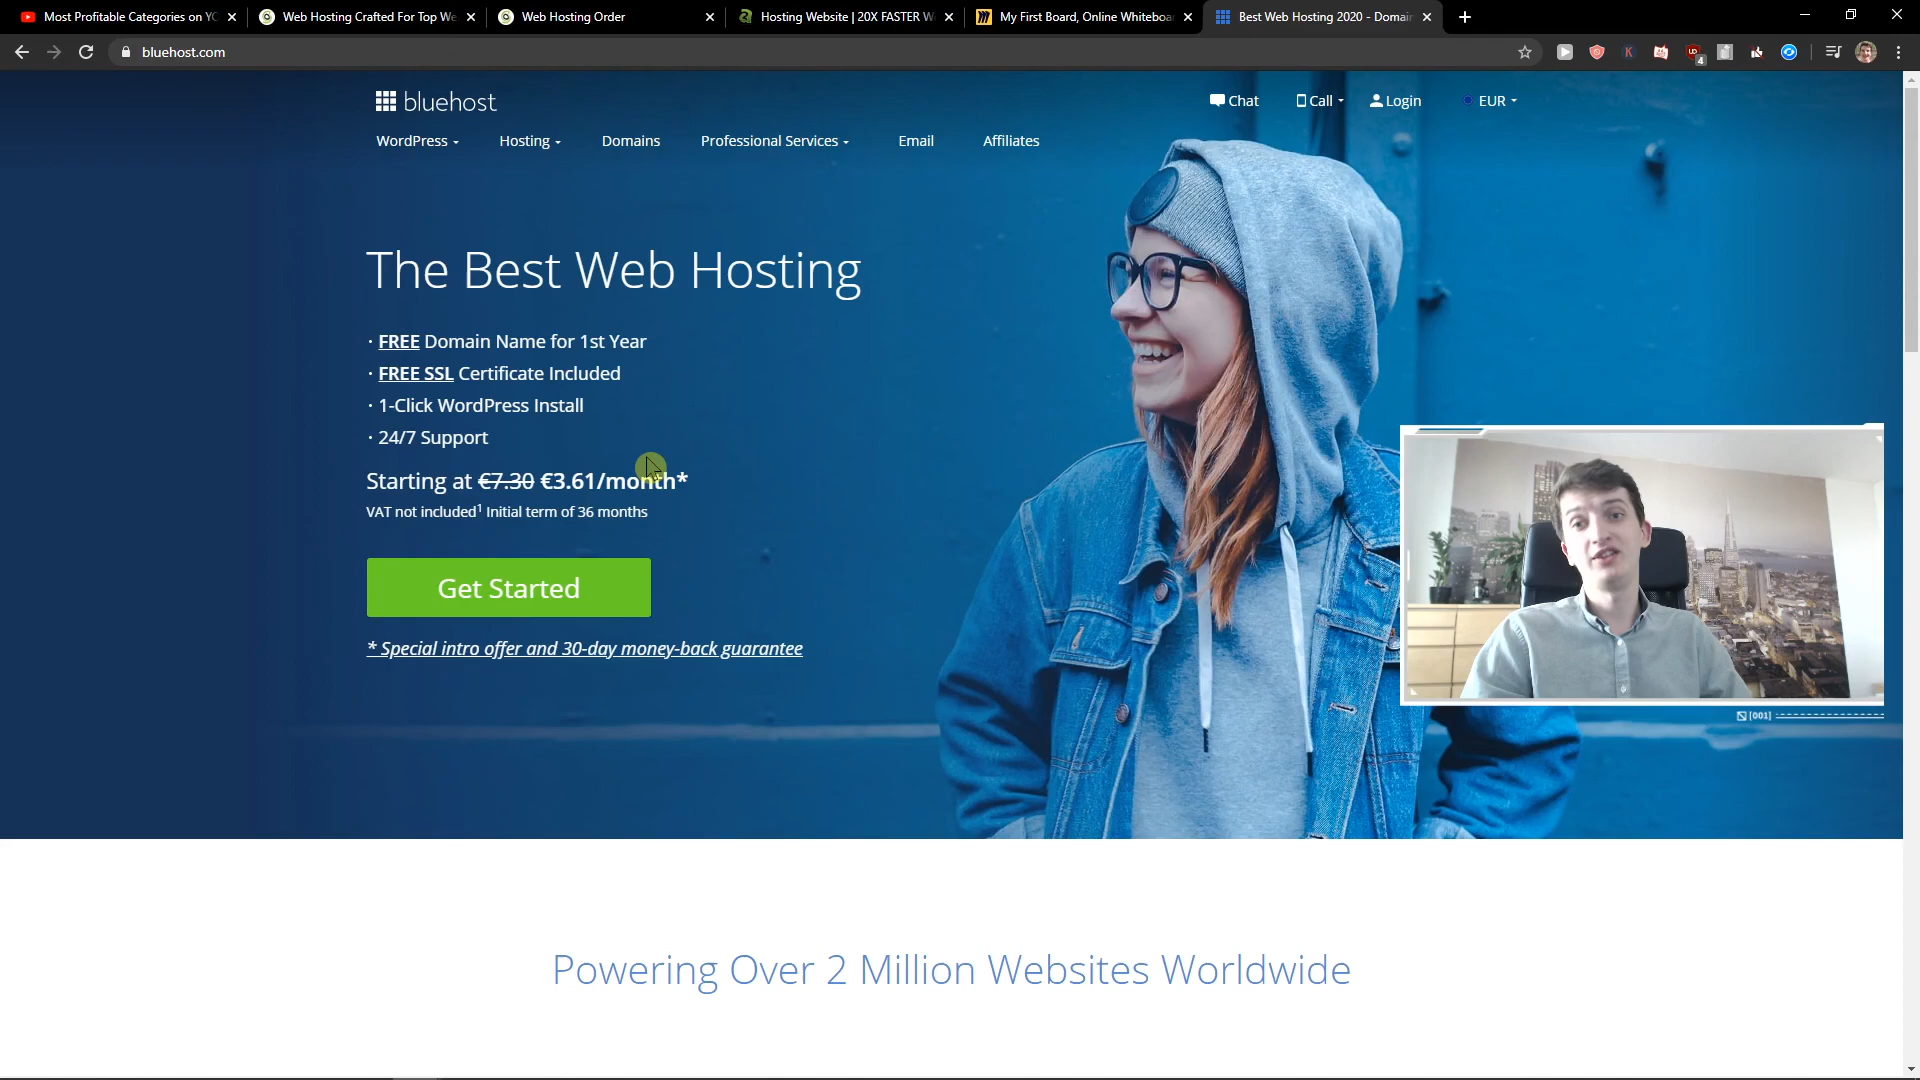 Most Profitable Categories on YO
Web Hosting Crafted For Top We
Web Hosting Order
Hosting Website | 20X FASTER W
My First Board, Online Whiteboa
Best Web Hosting 2020 - Domain
bluehost.com
4
bluehost
Chat
Call
Login
EUR
WordPress
Hosting
Domains
Professional Services
Email
Affiliates
The Best Web Hosting
· FREE Domain Name for 1st Year
· FREE SSL Certificate Included
· 1-Click WordPress Install
· 24/7 Support
Starting at €7.30 €3.61/month*
VAT not included¹ Initial term of 36 months
Get Started
* Special intro offer and 30-day money-back guarantee
[001]
Powering Over 2 Million Websites Worldwide